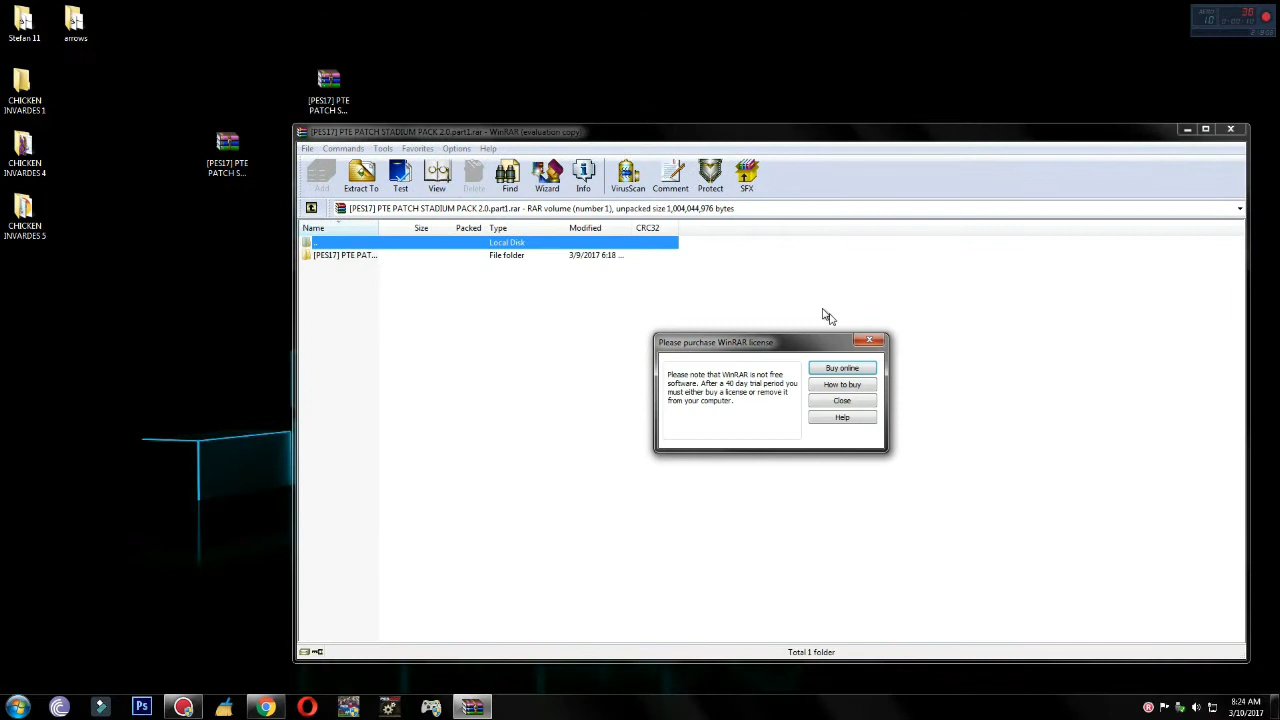 Stefan 11
arrows
CHICKEN
INVARDES 1
CHICKEN
INVARDES 4
CHICKEN
INVARDES 5
[PES17] PTE
PATCH S...
[PES17] PTE
PATCH S...
[PES17] PTE PATCH STADIUM PACK 2.0.part1.rar - WinRAR (evaluation copy)
File Commands Tools Favorites Options Help
Add Extract To Test View Delete Find Wizard Info VirusScan Comment Protect SFX
[PES17] PTE PATCH STADIUM PACK 2.0.part1.rar - RAR volume (number 1), unpacked size 1,004,044,976 bytes
Name Size Packed Type Modified CRC32
.. Local Disk
[PES17] PTE PAT... File folder 3/9/2017 6:18 ...
Please purchase WinRAR license
Please note that WinRAR is not free
software. After a 40 day trial period you
must either buy a license or remove it
from your computer.
Buy online
How to buy
Close
Help
Total 1 folder
Ps
8:24 AM
3/10/2017